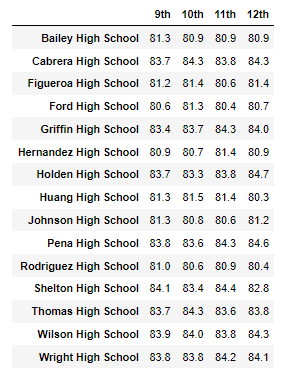 9th 10th 11th 12th
Bailey High School 81.3 80.9 80.9 80.9
Cabrera High School 83.7 84.3 83.8 84.3
Figueroa High School 81.2 81.4 80.6 81.4
Ford High School 80.6 81.3 80.4 80.7
Griffin High School 83.4 83.7 84.3 84.0
Hernandez High School 80.9 80.7 81.4 80.9
Holden High School 83.7 83.3 83.8 84.7
Huang High School 81.3 81.5 81.4 80.3
Johnson High School 81.3 80.8 80.6 81.2
Pena High School 83.8 83.6 84.3 84.6
Rodriguez High School 81.0 80.6 80.9 80.4
Shelton High School 84.1 83.4 84.4 82.8
Thomas High School 83.7 84.3 83.6 83.8
Wilson High School 83.9 84.0 83.8 84.3
Wright High School 83.8 83.8 84.2 84.1